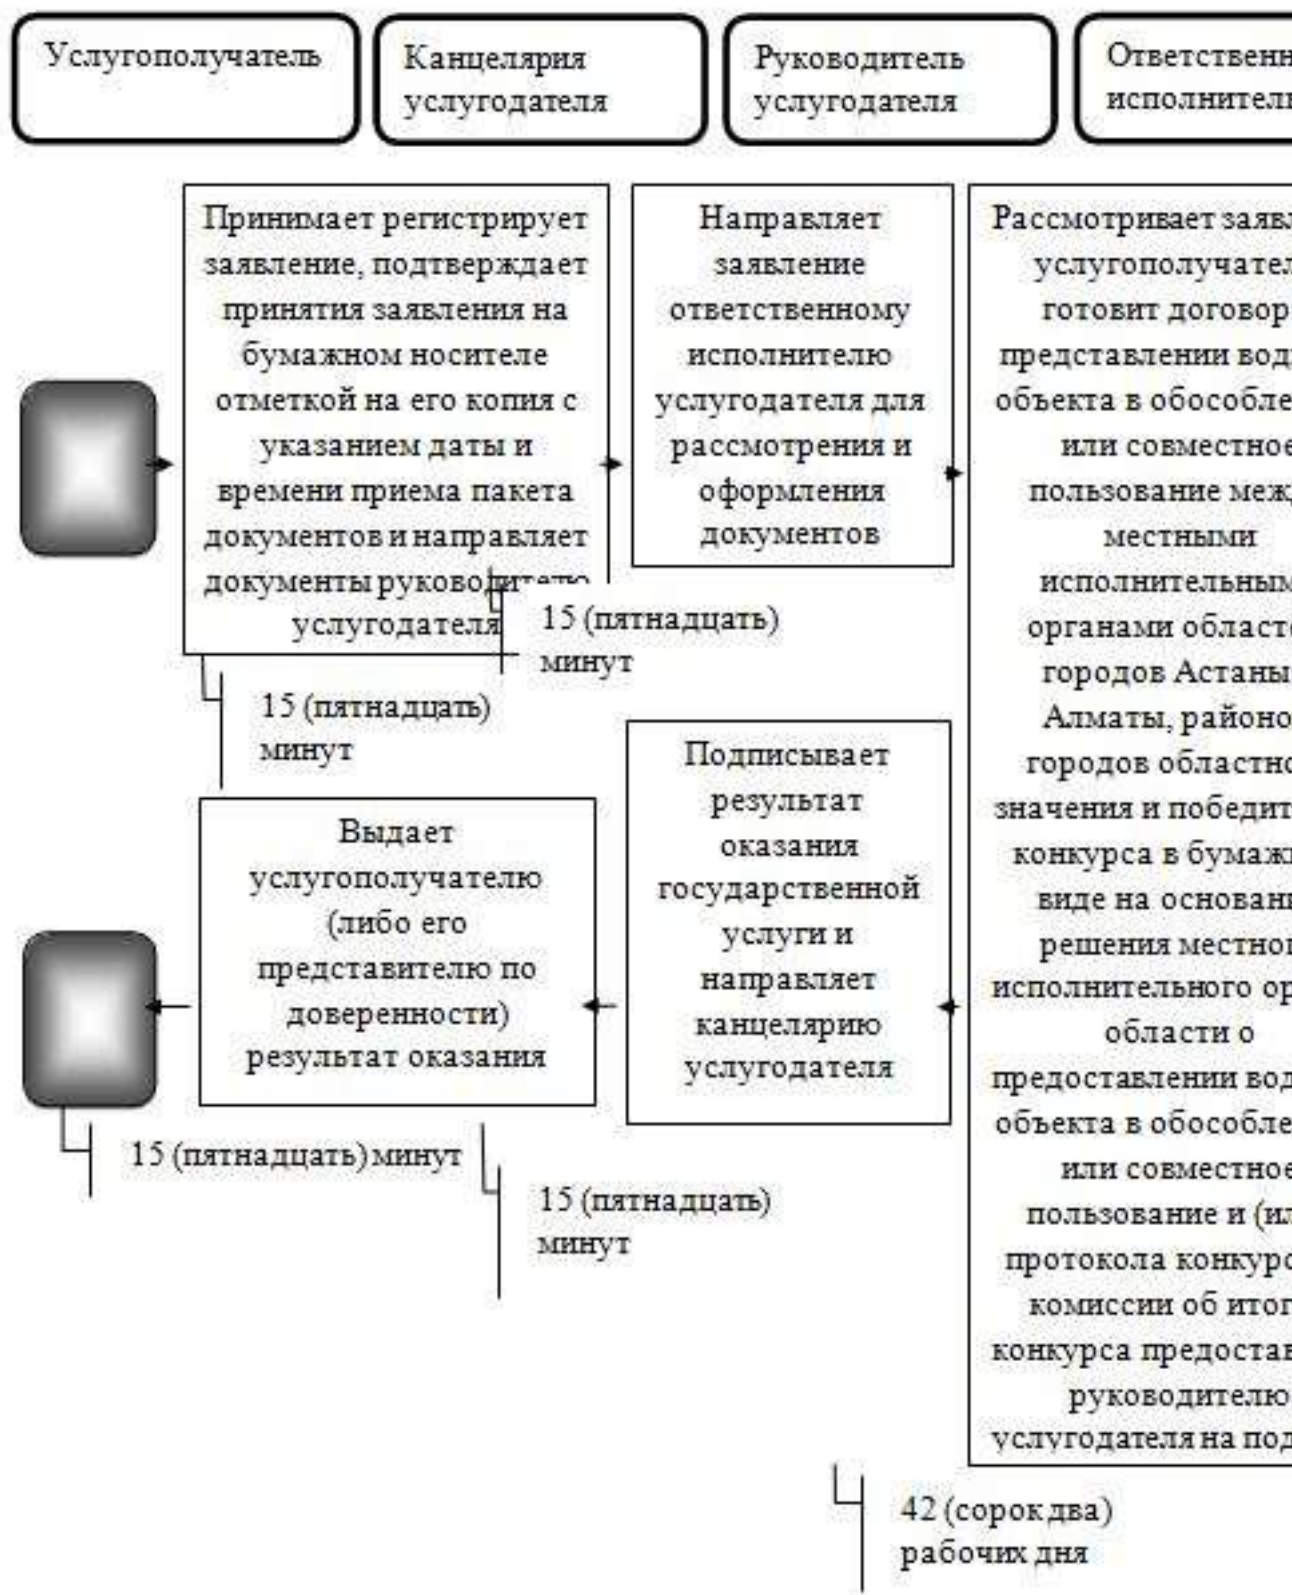 Услугополучатель
Канцелярия
услугодателя
Руководитель
услугодателя
Ответственн
исполнитель
Принимает регистрирует
заявление, подтверждает
принятия заявления на
бумажном носителе
отметкой на его копия с
указанием даты и
времени приема пакета
документов и направляет
документы руководителю
услугодателя
15 (пятнадцать)
минут
Направляет
заявление
ответственному
исполнителю
услугодателя для
рассмотрения и
оформления
документов
15 (пятнадцать)
минут
Рассмотривает заявл
услугополучател
готовит договор
представлении вод
объекта в обособле
или совместное
пользование меж
местными
исполнительным
органами област
городов Астаны
Алматы, районо
городов областно
значения и победит
конкурса в бумаж
виде на основани
решения местног
исполнительного ор
области о
предоставлении вод
объекта в обособле
или совместное
пользование и (ил
протокола конкурс
комиссии об итог
конкурса предостав
руководителю
услугодателя на под
42 (сорок два)
рабочих дня
Подписывает
результат
оказания
государственной
услуги и
направляет
канцелярию
услугодателя
15 (пятнадцать)
минут
Выдает
услугополучателю
(либо его
представителю по
доверенности)
результат оказания
15 (пятнадцать) минут